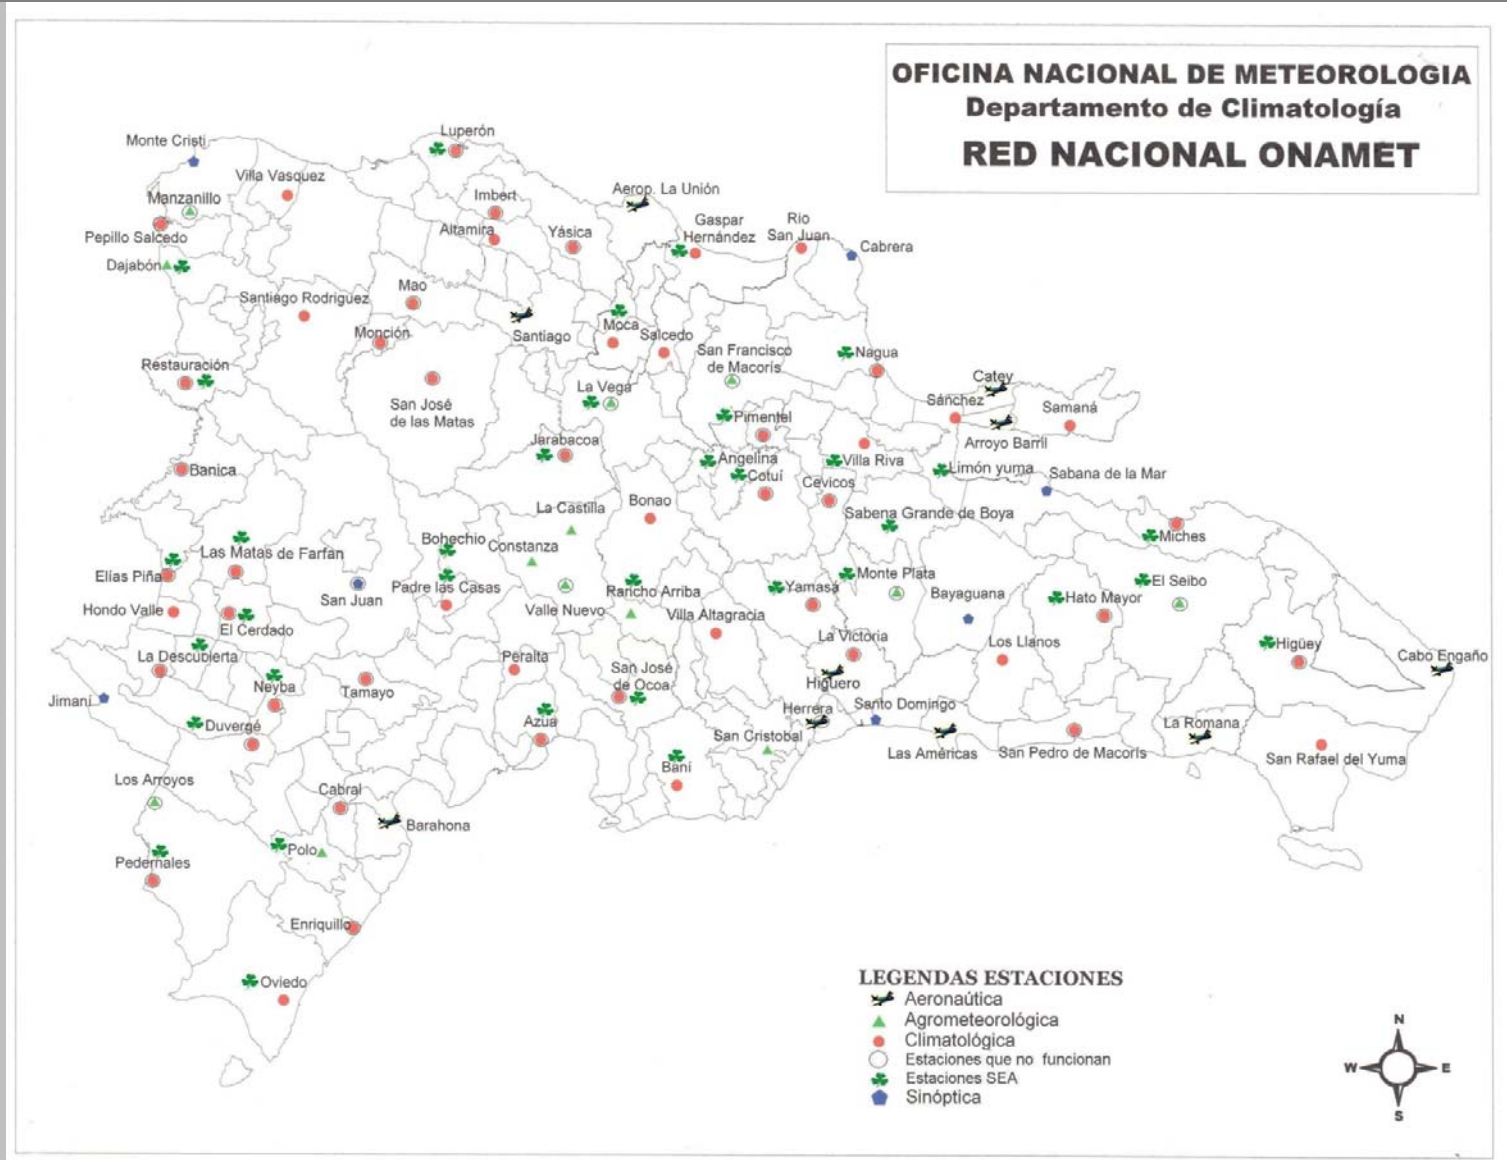 OFICINA NACIONAL DE METEOROLOGIA
Departamento de Climatología
RED NACIONAL ONAMET
Luperón
Monte Cristi
Villa Vasquez
Aerop. La Unión
Manzanillo
Imbert
Gaspar
Hernández
Rio
San Juan
Pepillo Salcedo
Altamira
Yásica
Cabrera
Dajabón
Mao
Santiago Rodriguez
Monción
Santiago
Moca
Salcedo
San Francisco
de Macorís
Nagua
Restauración
La Vega
Catey
San José
de las Matas
Pimentel
Sánchez
Samaná
Jarabacoa
Arroyo Barril
Banica
Angelina
Villa Riva
Limón yuma
Sabana de la Mar
Cotuí
Cevicos
La Castilla
Bonao
Sabena Grande de Boya
Bohechio
Constanza
Miches
Las Matas de Farfan
Elías Piña
Padre las Casas
Rancho Arriba
Yamasá
Monte Plata
El Seibo
San Juan
Hondo Valle
Valle Nuevo
Villa Altagracia
Bayaguana
Hato Mayor
El Cerdado
La Victoria
Los Llanos
Higüey
La Descubierta
Peralta
San José
de Ocoa
Cabo Engaño
Neyba
Tamayo
Higuero
Jimaní
Duvergé
Azua
Herrera
Santo Domingo
San Cristobal
Las Américas
San Pedro de Macorís
La Romana
San Rafael del Yuma
Baní
Los Arroyos
Cabral
Barahona
Polo
Pedernales
Enriquillo
Oviedo
LEGENDAS ESTACIONES
Aeronaútica
Agrometeorológica
Climatológica
Estaciones que no funcionan
Estaciones SEA
Sinóptica
N
W E
S